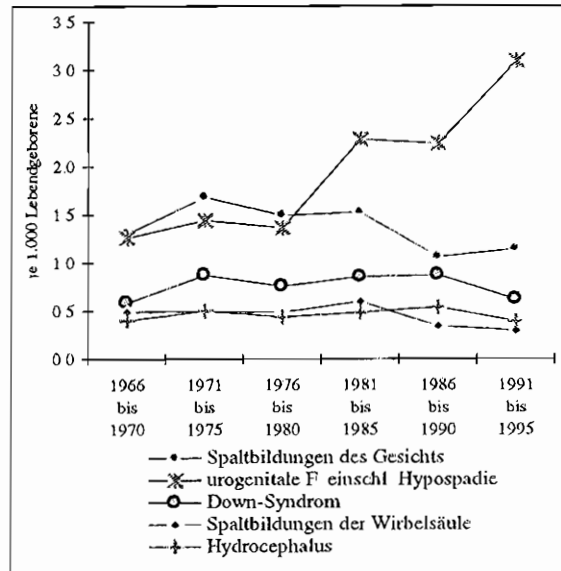 je 1.000 Lebendgeborene
3 5
3 0
2 5
2 0
1 5
1 0
0 5
0 0
1966 1971 1976 1981 1986 1991
bis bis bis bis bis bis
1970 1975 1980 1985 1990 1995
Spaltbildungen des Gesichts
urogenitale F einschl Hypospadie
Down-Syndrom
Spaltbildungen der Wirbelsäule
Hydrocephalus